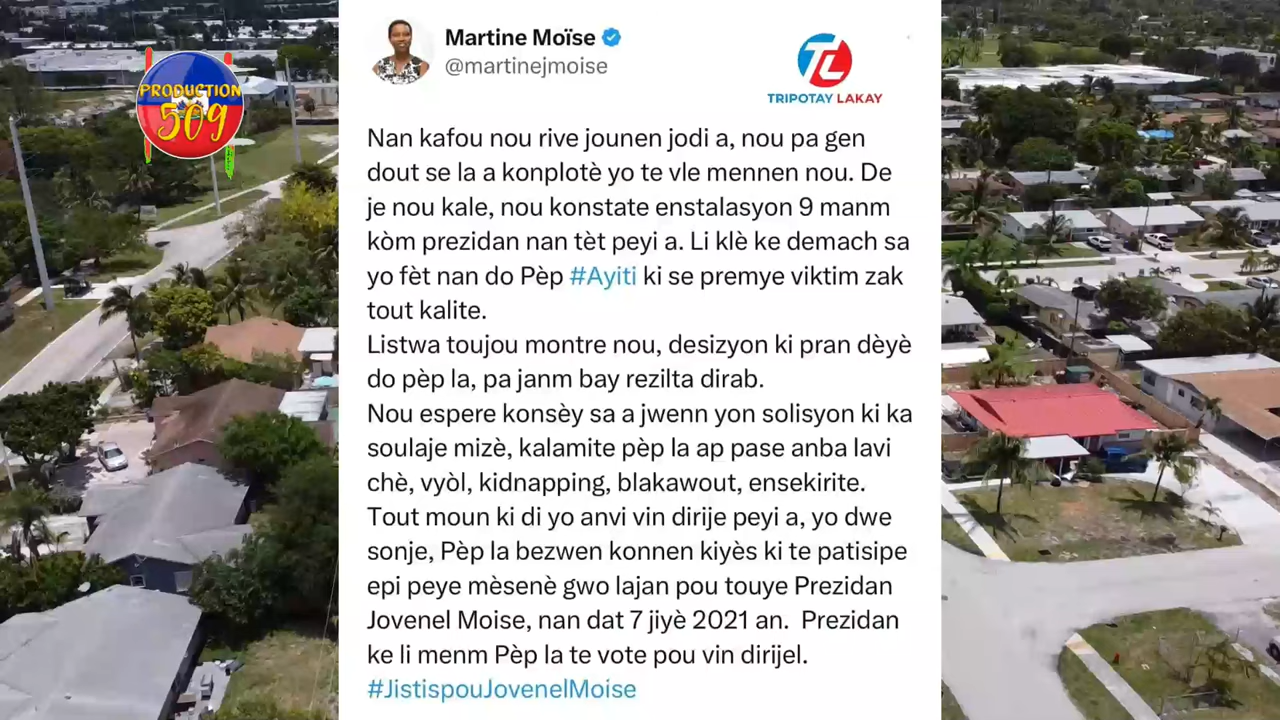 PRODUCTION
509
Martine Moïse
@martinejmoise
TRIPOTAY LAKAY
Nan kafou nou rive jounen jodi a, nou pa gen
dout se la a konplotè yo te vle mennen nou. De
je nou kale, nou konstate enstalasyon 9 manm
kòm prezidan nan tèt peyi a. Li klè ke demach sa
yo fèt nan do Pèp #Ayiti ki se premye viktim zak
tout kalite.
Listwa toujou montre nou, desizyon ki pran dèyè
do pèp la, pa janm bay rezilta dirab.
Nou espere konsèy sa a jwenn yon solisyon ki ka
soulaje mizè, kalamite pèp la ap pase anba lavi
chè, vyòl, kidnapping, blakawout, ensekirite.
Tout moun ki di yo anvi vin dirije peyi a, yo dwe
sonje, Pèp la bezwen konnen kiyès ki te patisipe
epi peye mèsenè gwo lajan pou touye Prezidan
Jovenel Moise, nan dat 7 jiyè 2021 an. Prezidan
ke li menm Pèp la te vote pou vin dirijel.
#JistispouJovenelMoise